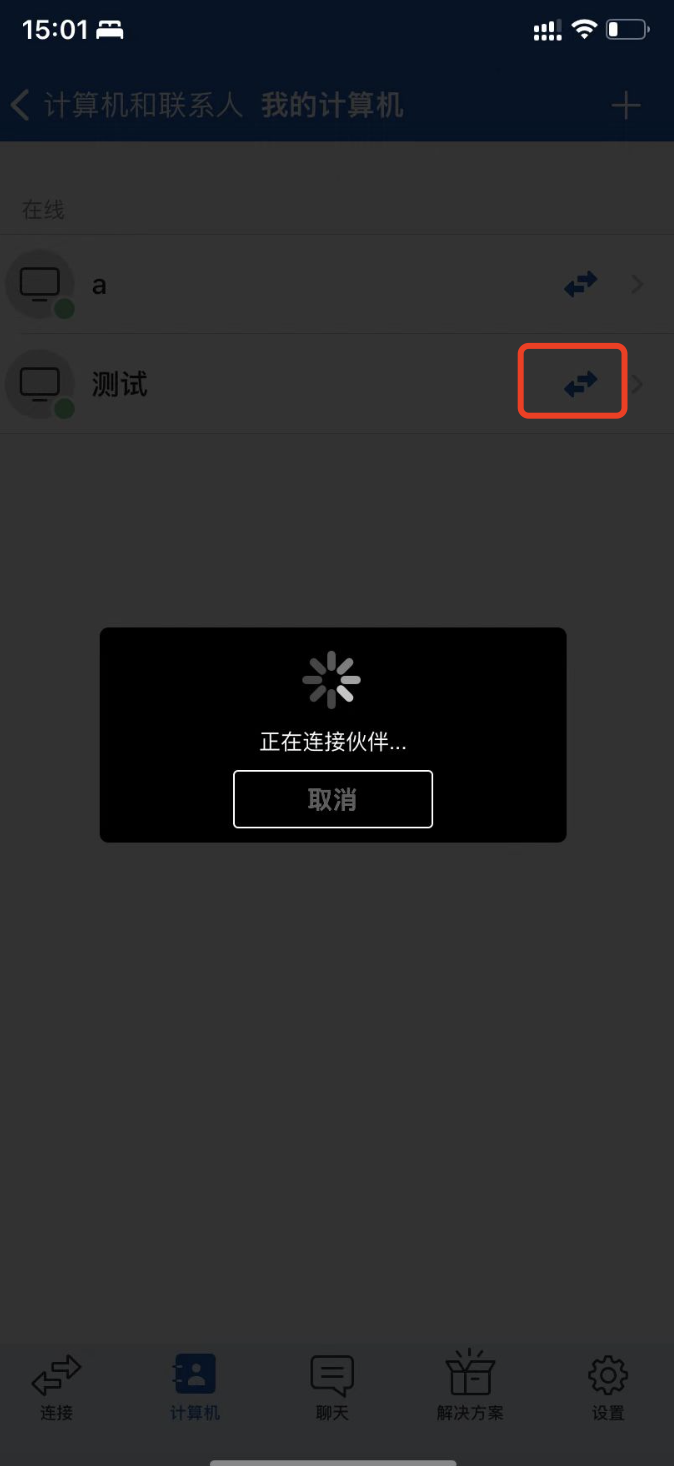 15:01
计算机和联系人 我的计算机
在线
a
测试
正在连接伙伴...
取消
连接 计算机 聊天 解决方案 设置